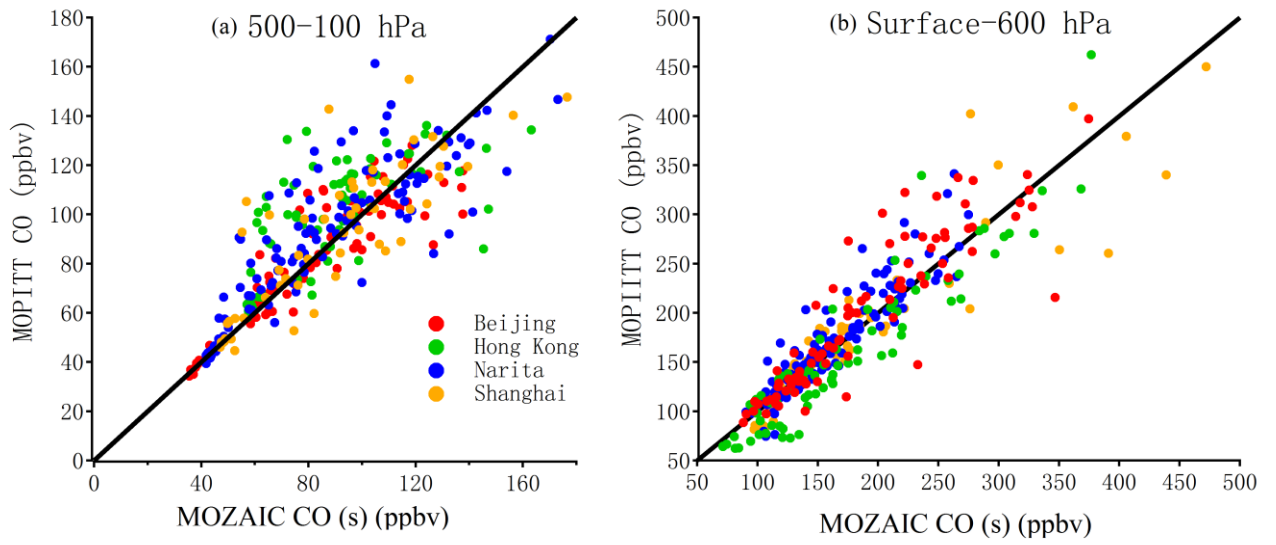 (a) 500-100 hPa
180
160
140
120
100
80
60
40
20
0
MOPITT CO (ppbv)
0 40 80 120 160
MOZAIC CO (s) (ppbv)
Beijing
Hong Kong
Narita
Shanghai
(b) Surface-600 hPa
500
450
400
350
300
250
200
150
100
50
MOPIITT CO (ppbv)
50 100 150 200 250 300 350 400 450 500
MOZAIC CO (s) (ppbv)